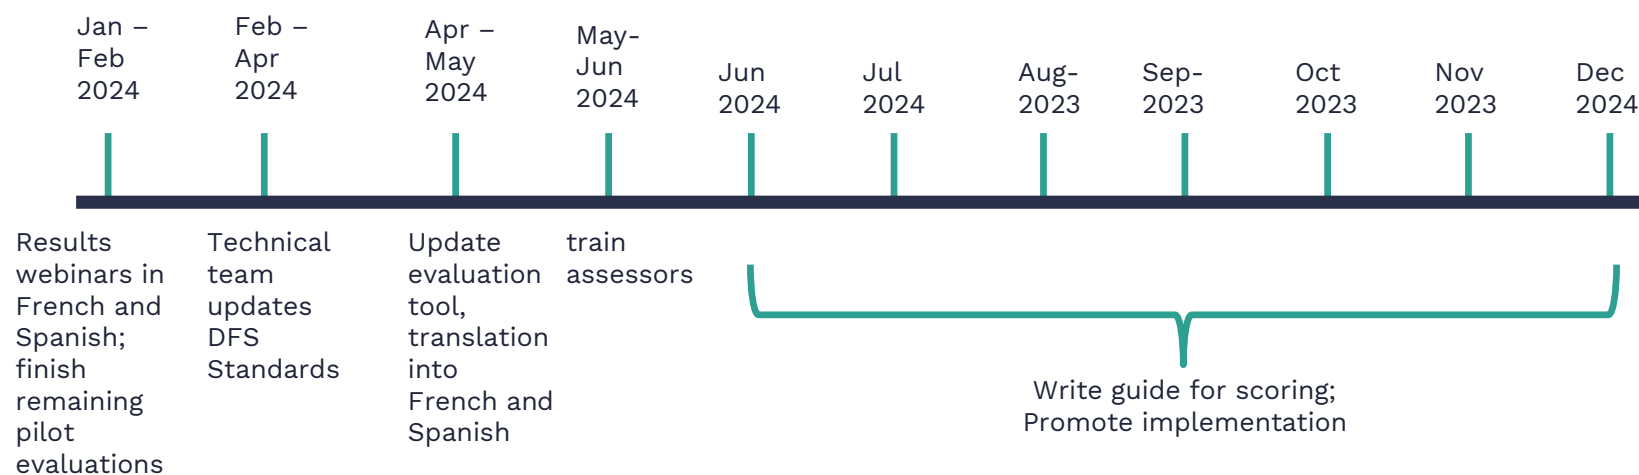 Jan –
Feb
2024
Feb –
Apr
2024
Apr –
May
2024
May-
Jun
2024
Jun
2024
Jul
2024
Aug-
2023
Sep-
2023
Oct
2023
Nov
2023
Dec
2024
Results
webinars in
French and
Spanish;
finish
remaining
pilot
evaluations
Technical
team
updates
DFS
Standards
Update
evaluation
tool,
translation
into
French and
Spanish
train
assessors
Write guide for scoring;
Promote implementation